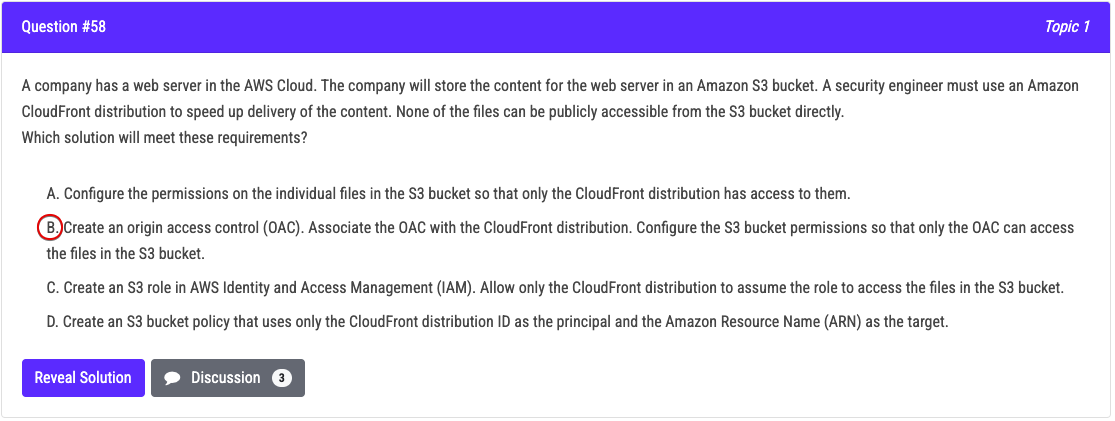 Question #58
Topic 1
A company has a web server in the AWS Cloud. The company will store the content for the web server in an Amazon S3 bucket. A security engineer must use an Amazon
CloudFront distribution to speed up delivery of the content. None of the files can be publicly accessible from the S3 bucket directly.
Which solution will meet these requirements?
A. Configure the permissions on the individual files in the S3 bucket so that only the CloudFront distribution has access to them.
B. Create an origin access control (OAC). Associate the OAC with the CloudFront distribution. Configure the S3 bucket permissions so that only the OAC can access
the files in the S3 bucket.
C. Create an S3 role in AWS Identity and Access Management (IAM). Allow only the CloudFront distribution to assume the role to access the files in the S3 bucket.
D. Create an S3 bucket policy that uses only the CloudFront distribution ID as the principal and the Amazon Resource Name (ARN) as the target.
Reveal Solution
Discussion 3